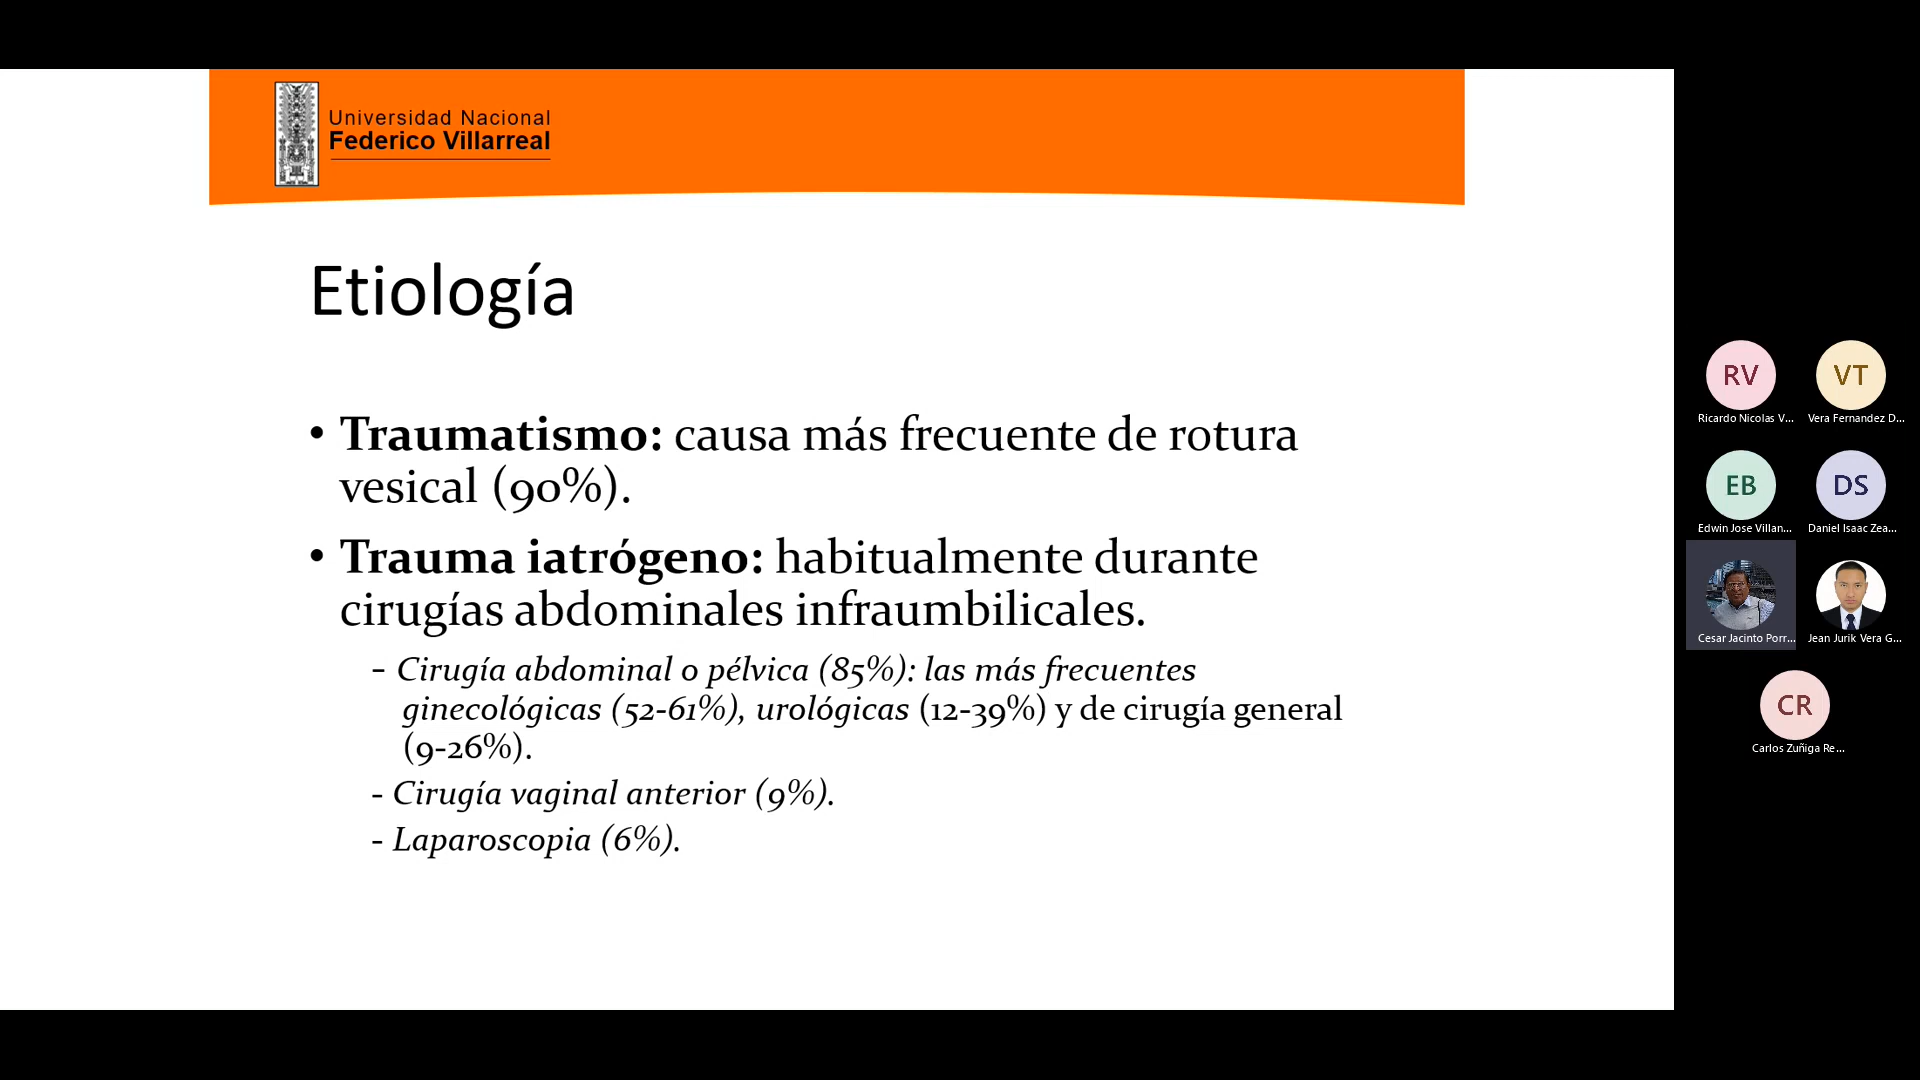 Universidad Nacional
Federico Villarreal
Etiología
• Traumatismo: causa más frecuente de rotura
vesical (90%).
• Trauma iatrógeno: habitualmente durante
cirugías abdominales infraumbilicales.
– Cirugía abdominal o pélvica (85%): las más frecuentes
ginecológicas (52-61%), urológicas (12-39%) y de cirugía general
(9-26%).
- Cirugía vaginal anterior (9%).
- Laparoscopia (6%).
RV
Ricardo Nicolas V...
VT
Vera Fernandez D...
EB
Edwin Jose Villan...
DS
Daniel Isaac Zea...
Cesar Jacinto Porr...
Jean Jurik Vera G...
CR
Carlos Zuñiga Re...